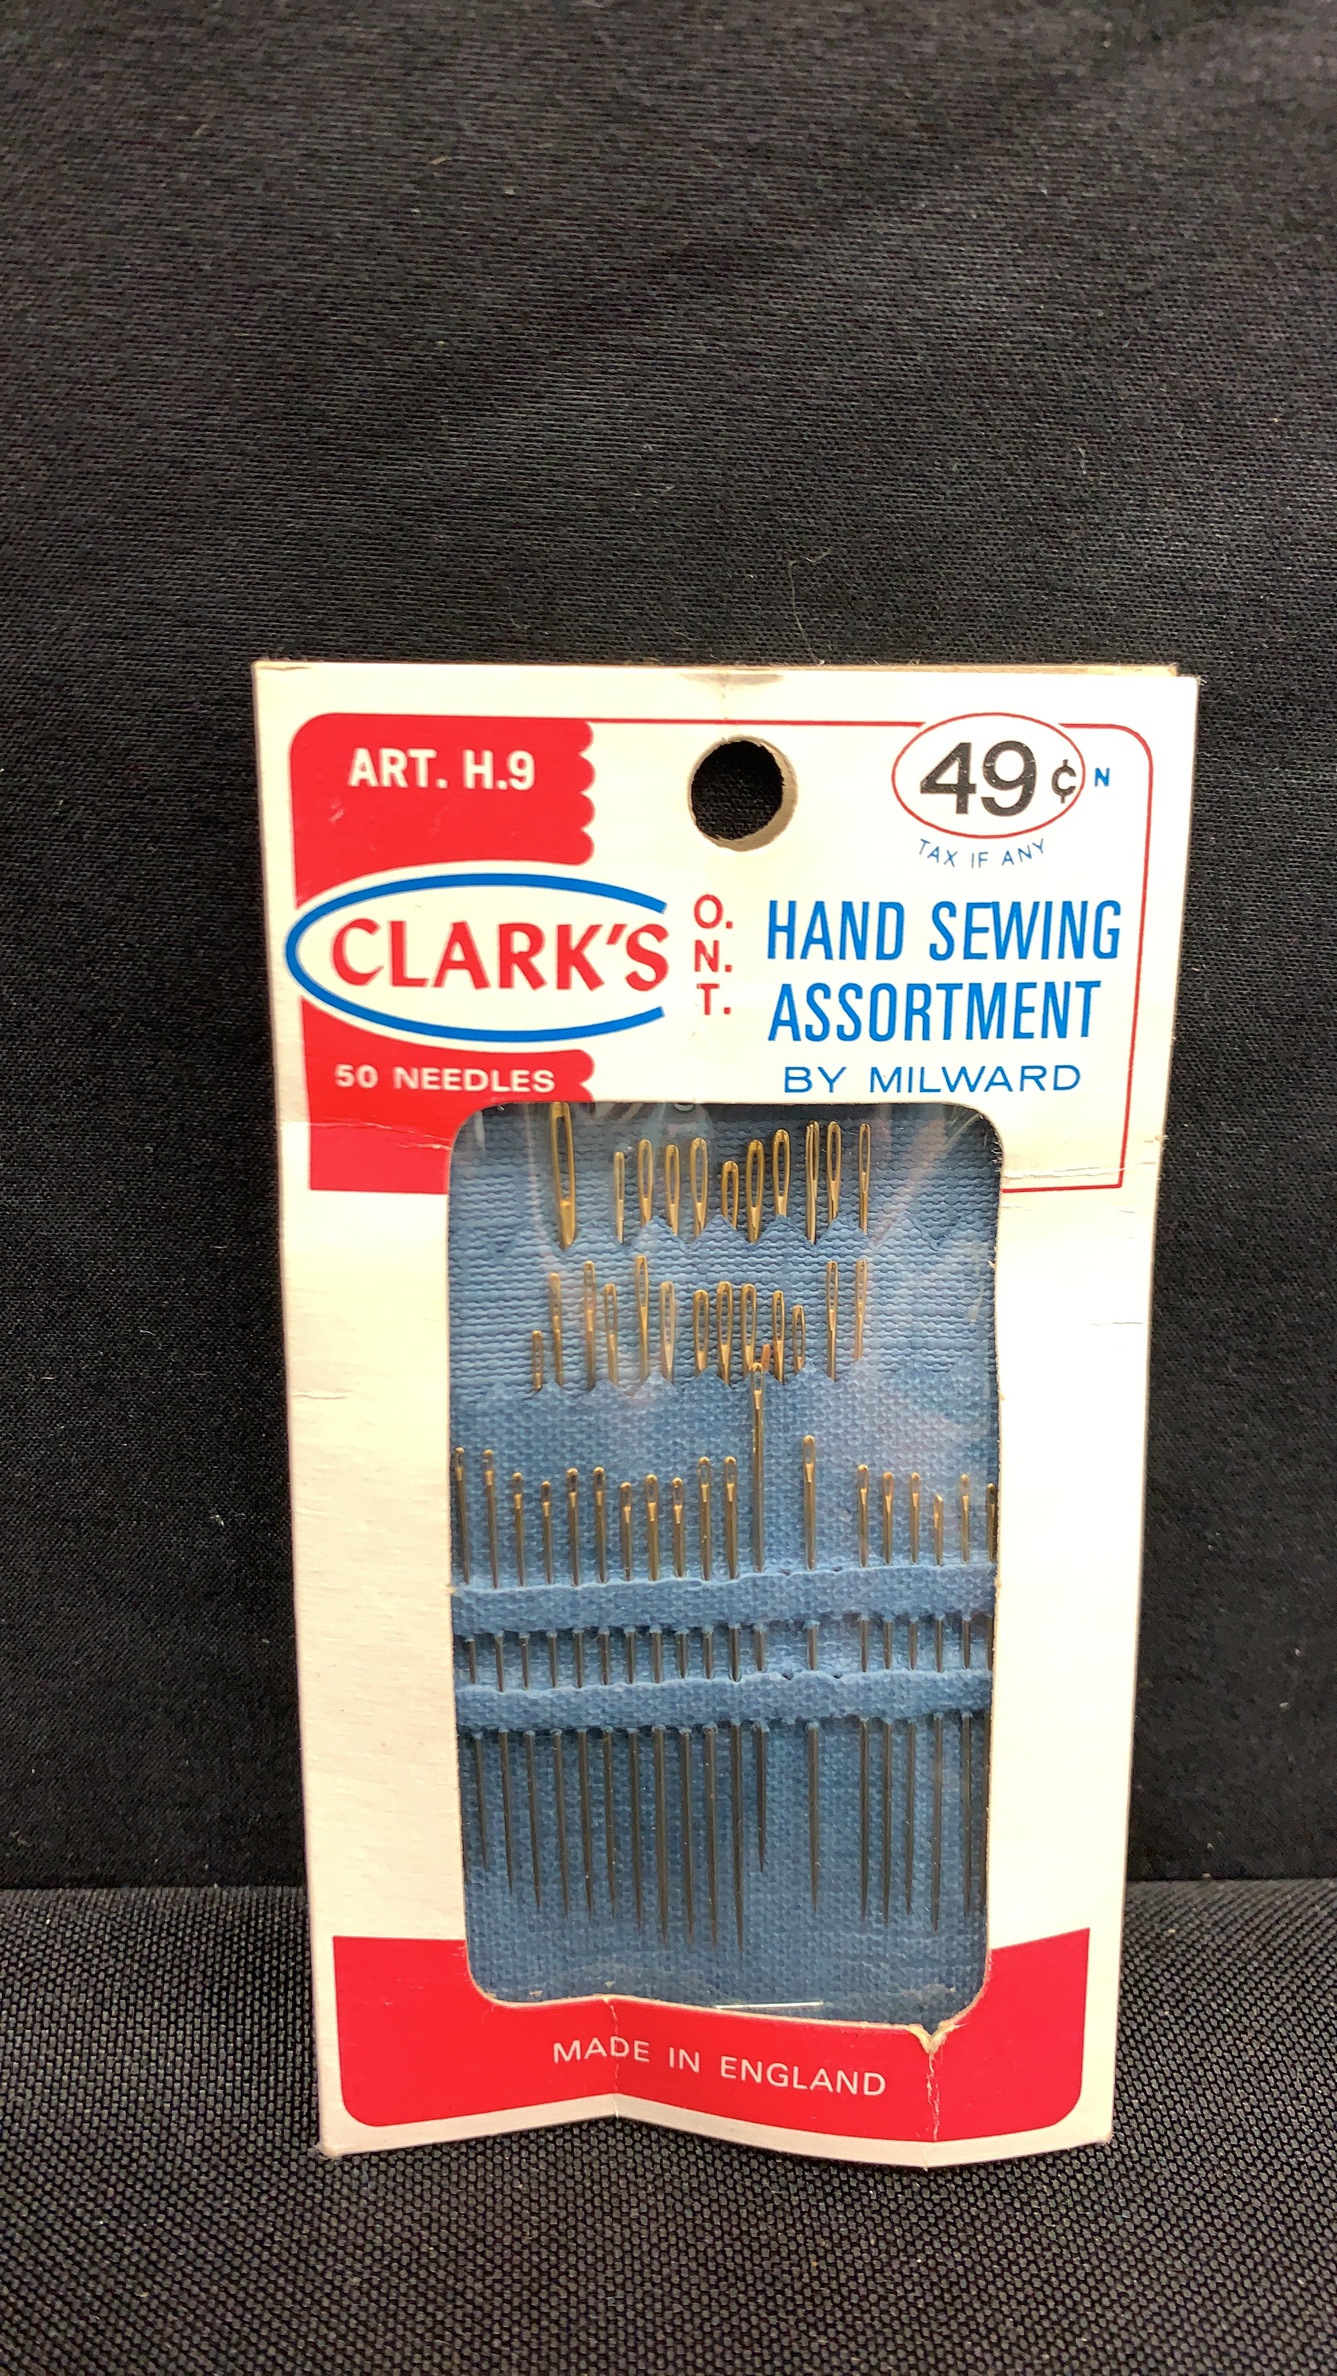 ART. H.9
49¢ N
TAX IF ANY
CLARK'S
O.
N.
T.
HAND SEWING
ASSORTMENT
BY MILWARD
50 NEEDLES
MADE IN ENGLAND